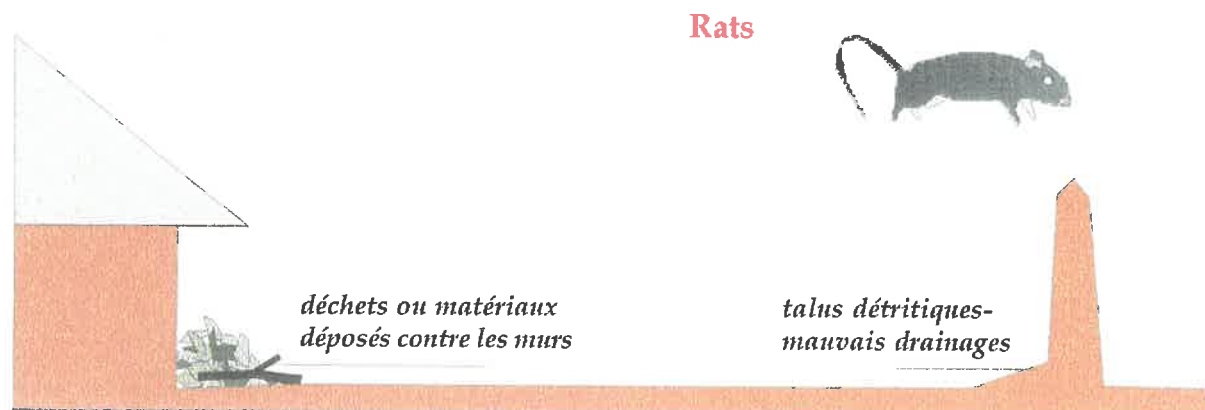 Rats
déchets ou matériaux
déposés contre les murs
talus détritiques-
mauvais drainages